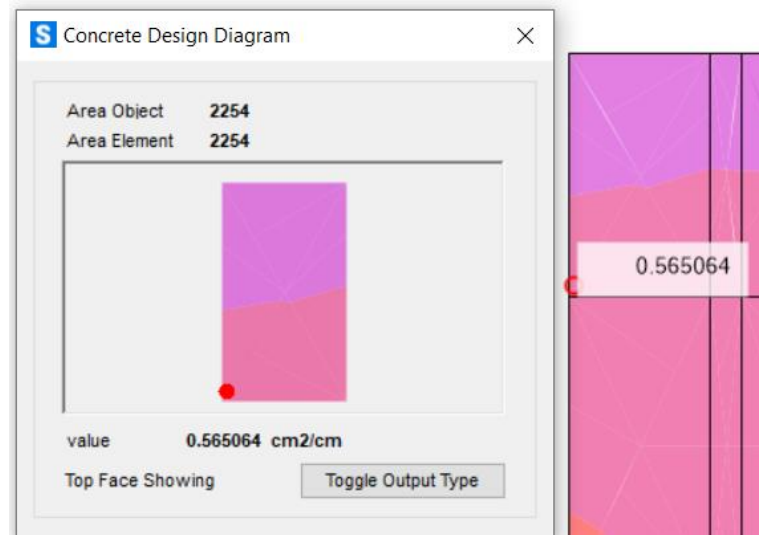 S Concrete Design Diagram
Area Object 2254
Area Element 2254
0.565064
value 0.565064 cm2/cm
Top Face Showing Toggle Output Type